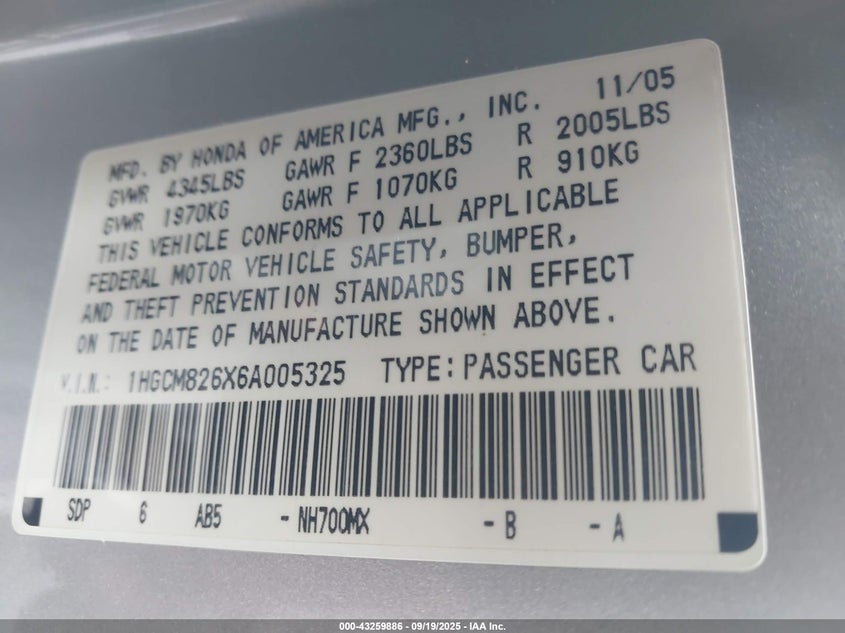 MFD. BY HONDA OF AMERICA MFG., INC. 11/05
GVWR 4345LBS GAWR F 2360LBS R 2005LBS
GVWR 1970KG GAWR F 1070KG R 910KG
THIS VEHICLE CONFORMS TO ALL APPLICABLE
FEDERAL MOTOR VEHICLE SAFETY, BUMPER,
AND THEFT PREVENTION STANDARDS IN EFFECT
ON THE DATE OF MANUFACTURE SHOWN ABOVE.
V.I.N.: 1HGCM826X6A005325 TYPE:PASSENGER CAR
SDP 6 AB5 - NH700MX - B - A
000-43259886 - 09/19/2025 - IAA Inc.